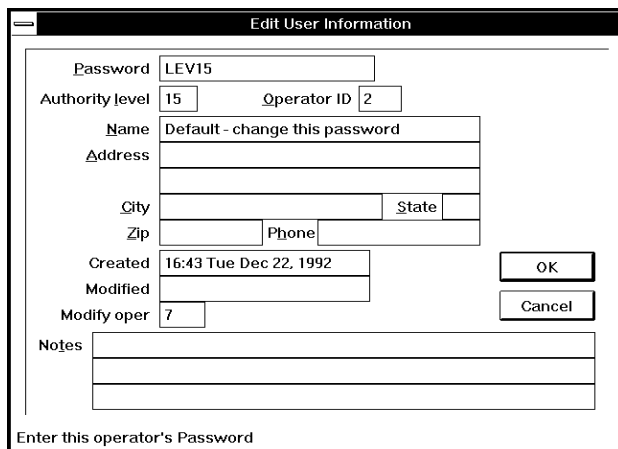 Edit User Information
Password LEV15
Authority level 15 Operator ID 2
Name Default - change this password
Address
City State
Zip Phone
Created 16:43 Tue Dec 22, 1992
OK
Modified
Cancel
Modify oper 7
Notes
Enter this operator's Password